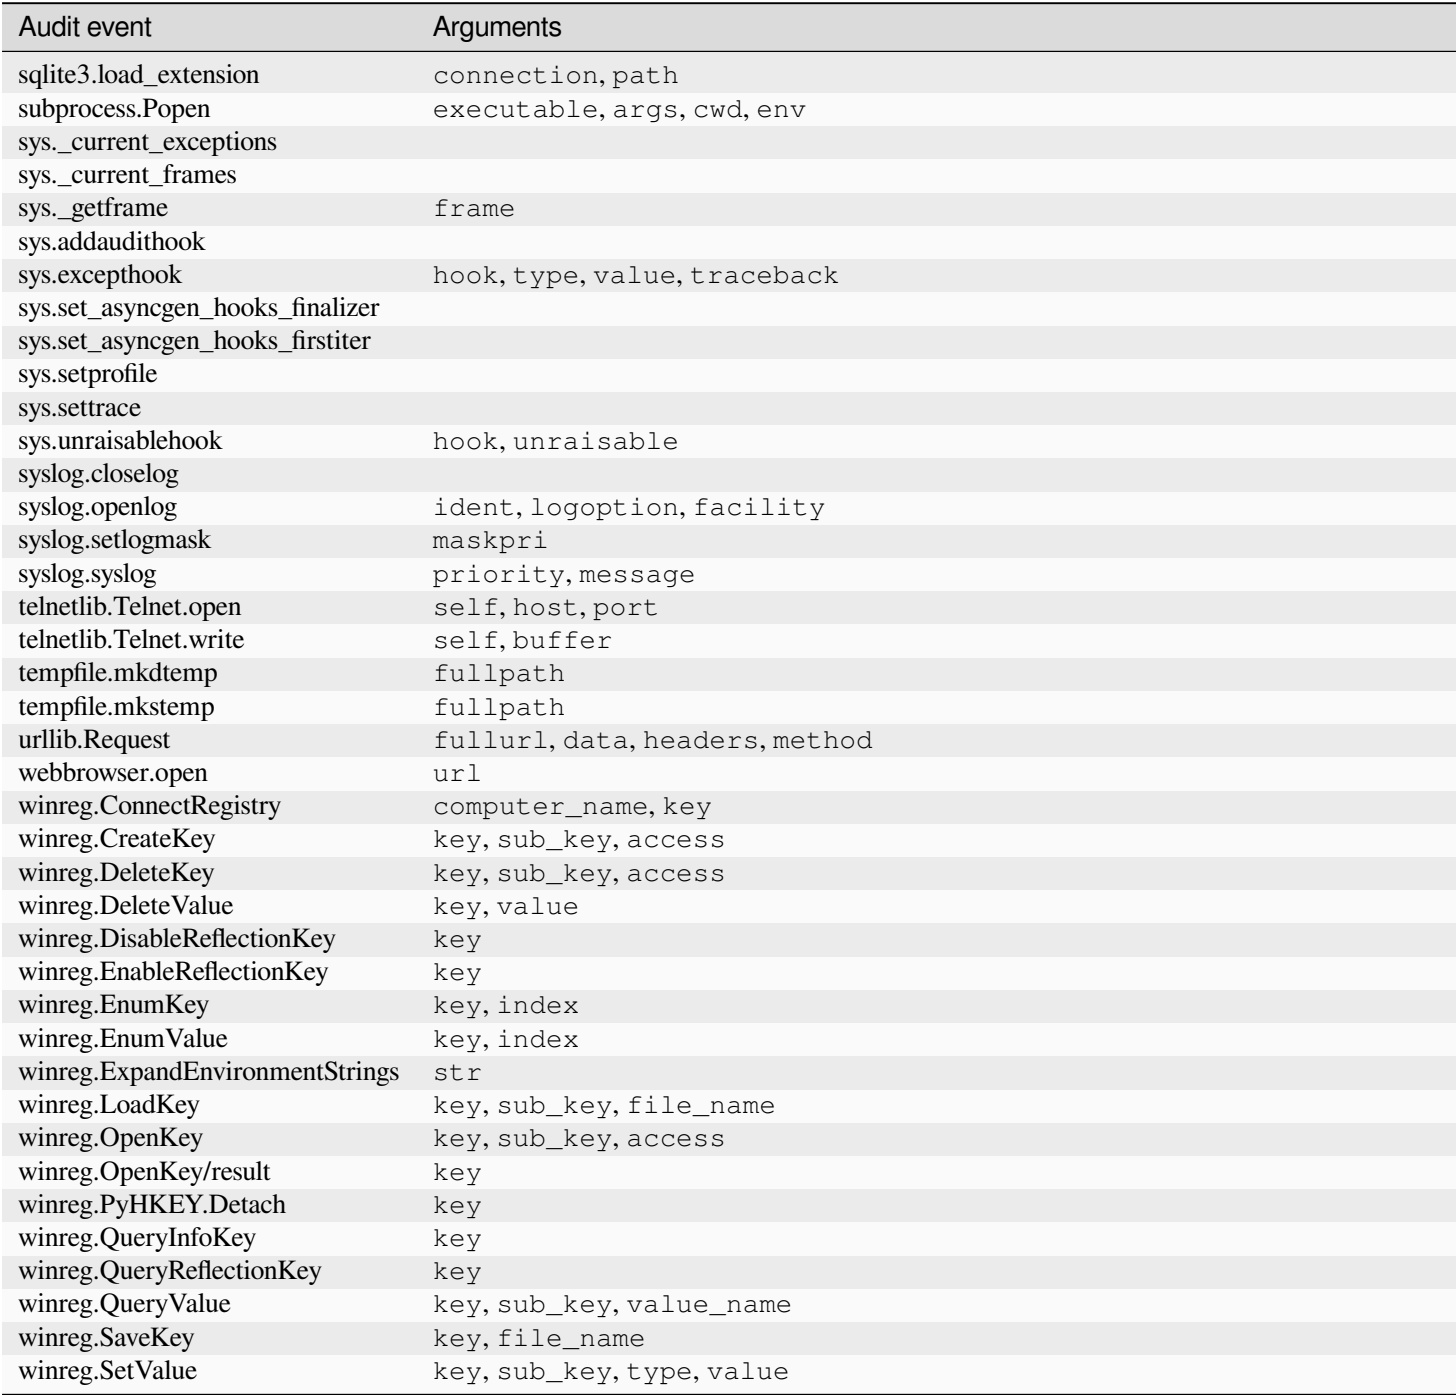 Audit event Arguments
sqlite3.load_extension connection, path
subprocess.Popen executable, args, cwd, env
sys._current_exceptions
sys._current_frames
sys._getframe frame
sys.addaudithook
sys.excepthook hook, type, value, traceback
sys.set_asyncgen_hooks_finalizer
sys.set_asyncgen_hooks_firstiter
sys.setprofile
sys.settrace
sys.unraisablehook hook, unraisable
syslog.closelog
syslog.openlog ident, logoption, facility
syslog.setlogmask maskpri
syslog.syslog priority, message
telnetlib.Telnet.open self, host, port
telnetlib.Telnet.write self, buffer
tempfile.mkdtemp fullpath
tempfile.mkstemp fullpath
urllib.Request fullurl, data, headers, method
webbrowser.open url
winreg.ConnectRegistry computer_name, key
winreg.CreateKey key, sub_key, access
winreg.DeleteKey key, sub_key, access
winreg.DeleteValue key, value
winreg.DisableReflectionKey key
winreg.EnableReflectionKey key
winreg.EnumKey key, index
winreg.EnumValue key, index
winreg.ExpandEnvironmentStrings str
winreg.LoadKey key, sub_key, file_name
winreg.OpenKey key, sub_key, access
winreg.OpenKey/result key
winreg.PyHKEY.Detach key
winreg.QueryInfoKey key
winreg.QueryReflectionKey key
winreg.QueryValue key, sub_key, value_name
winreg.SaveKey key, file_name
winreg.SetValue key, sub_key, type, value